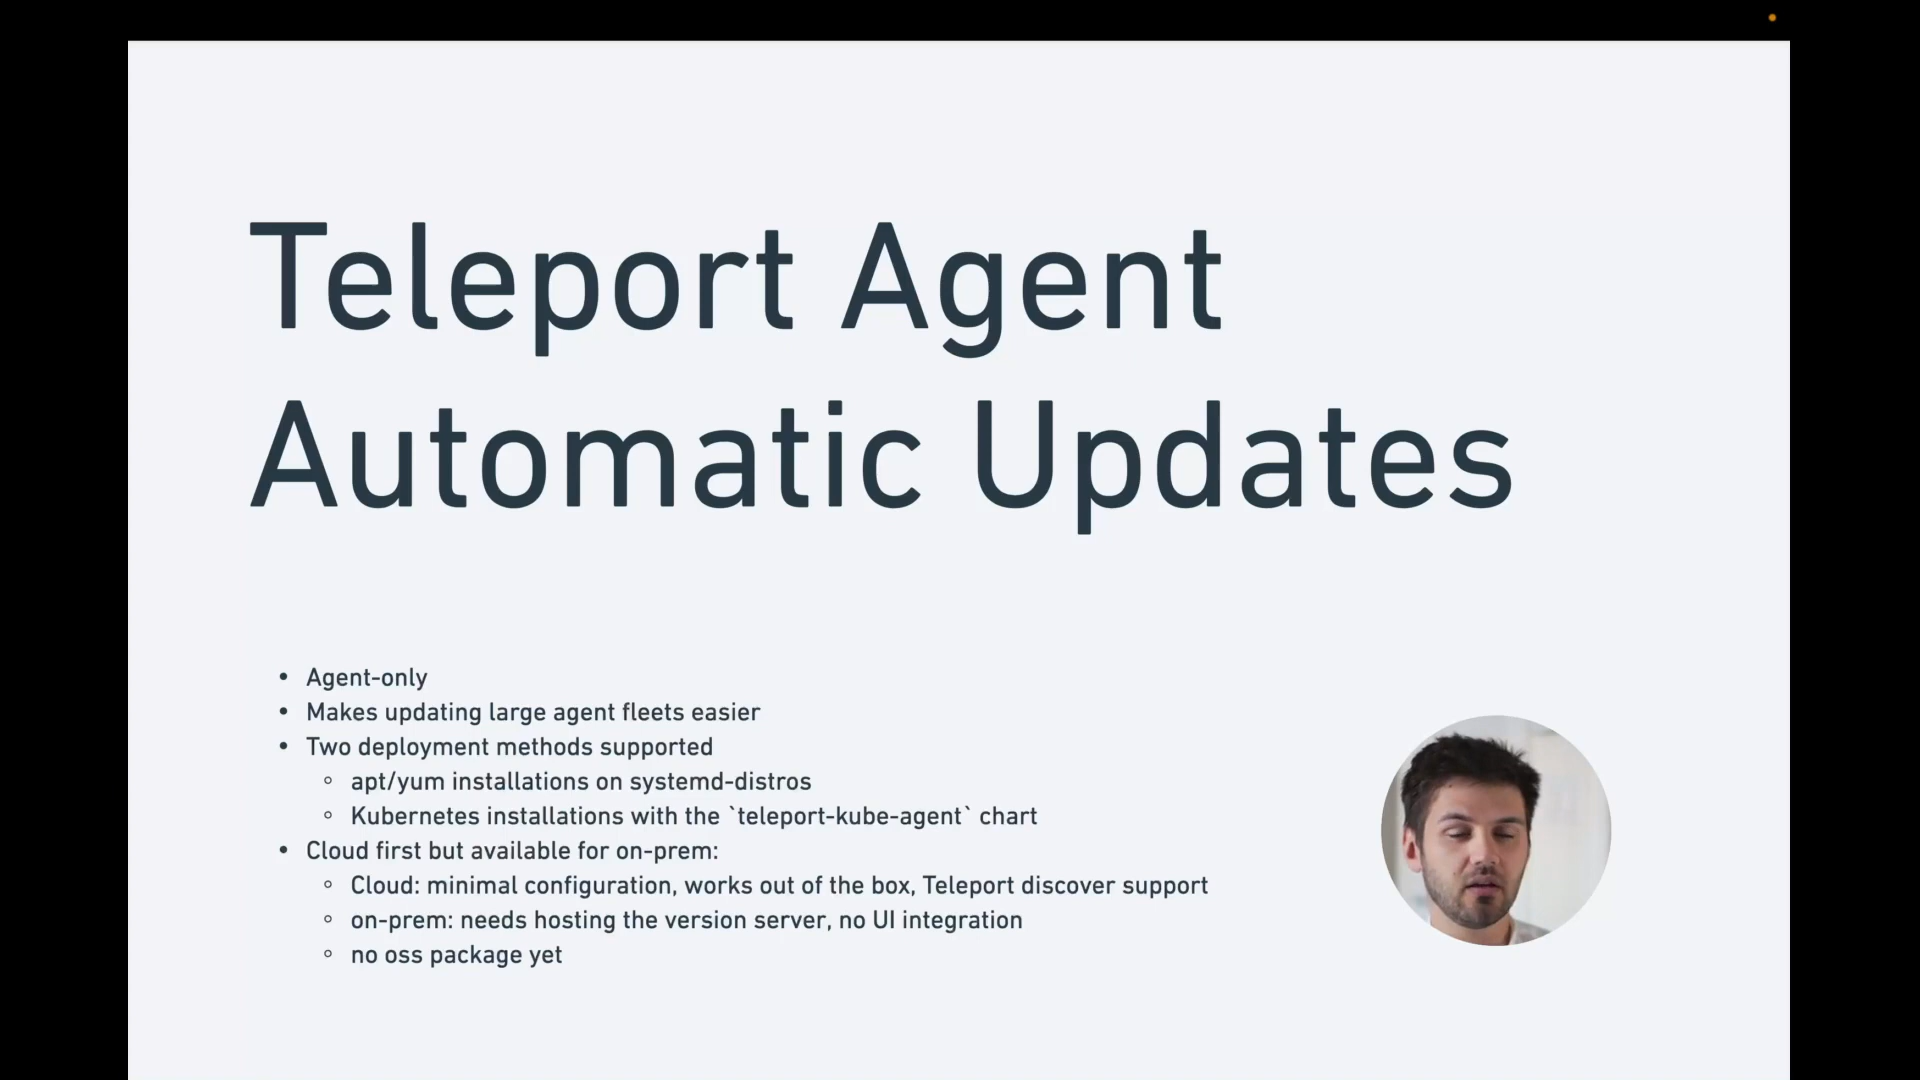 Teleport Agent
Automatic Updates
• Agent-only
• Makes updating large agent fleets easier
• Two deployment methods supported
◦ apt/yum installations on systemd-distros
◦ Kubernetes installations with the `teleport-kube-agent` chart
• Cloud first but available for on-prem:
◦ Cloud: minimal configuration, works out of the box, Teleport discover support
◦ on-prem: needs hosting the version server, no UI integration
◦ no oss package yet